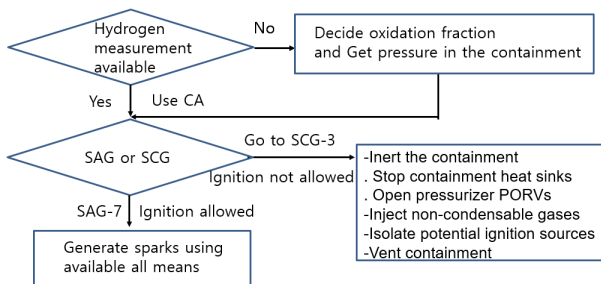 Hydrogen
measurement
available
No
Decide oxidation fraction
and Get pressure in the containment
Yes
Use CA
SAG or SCG
Go to SCG-3
Ignition not allowed
-Inert the containment
. Stop containment heat sinks
. Open pressurizer PORVs
-Inject non-condensable gases
-Isolate potential ignition sources
-Vent containment
SAG-7
Ignition allowed
Generate sparks using
available all means